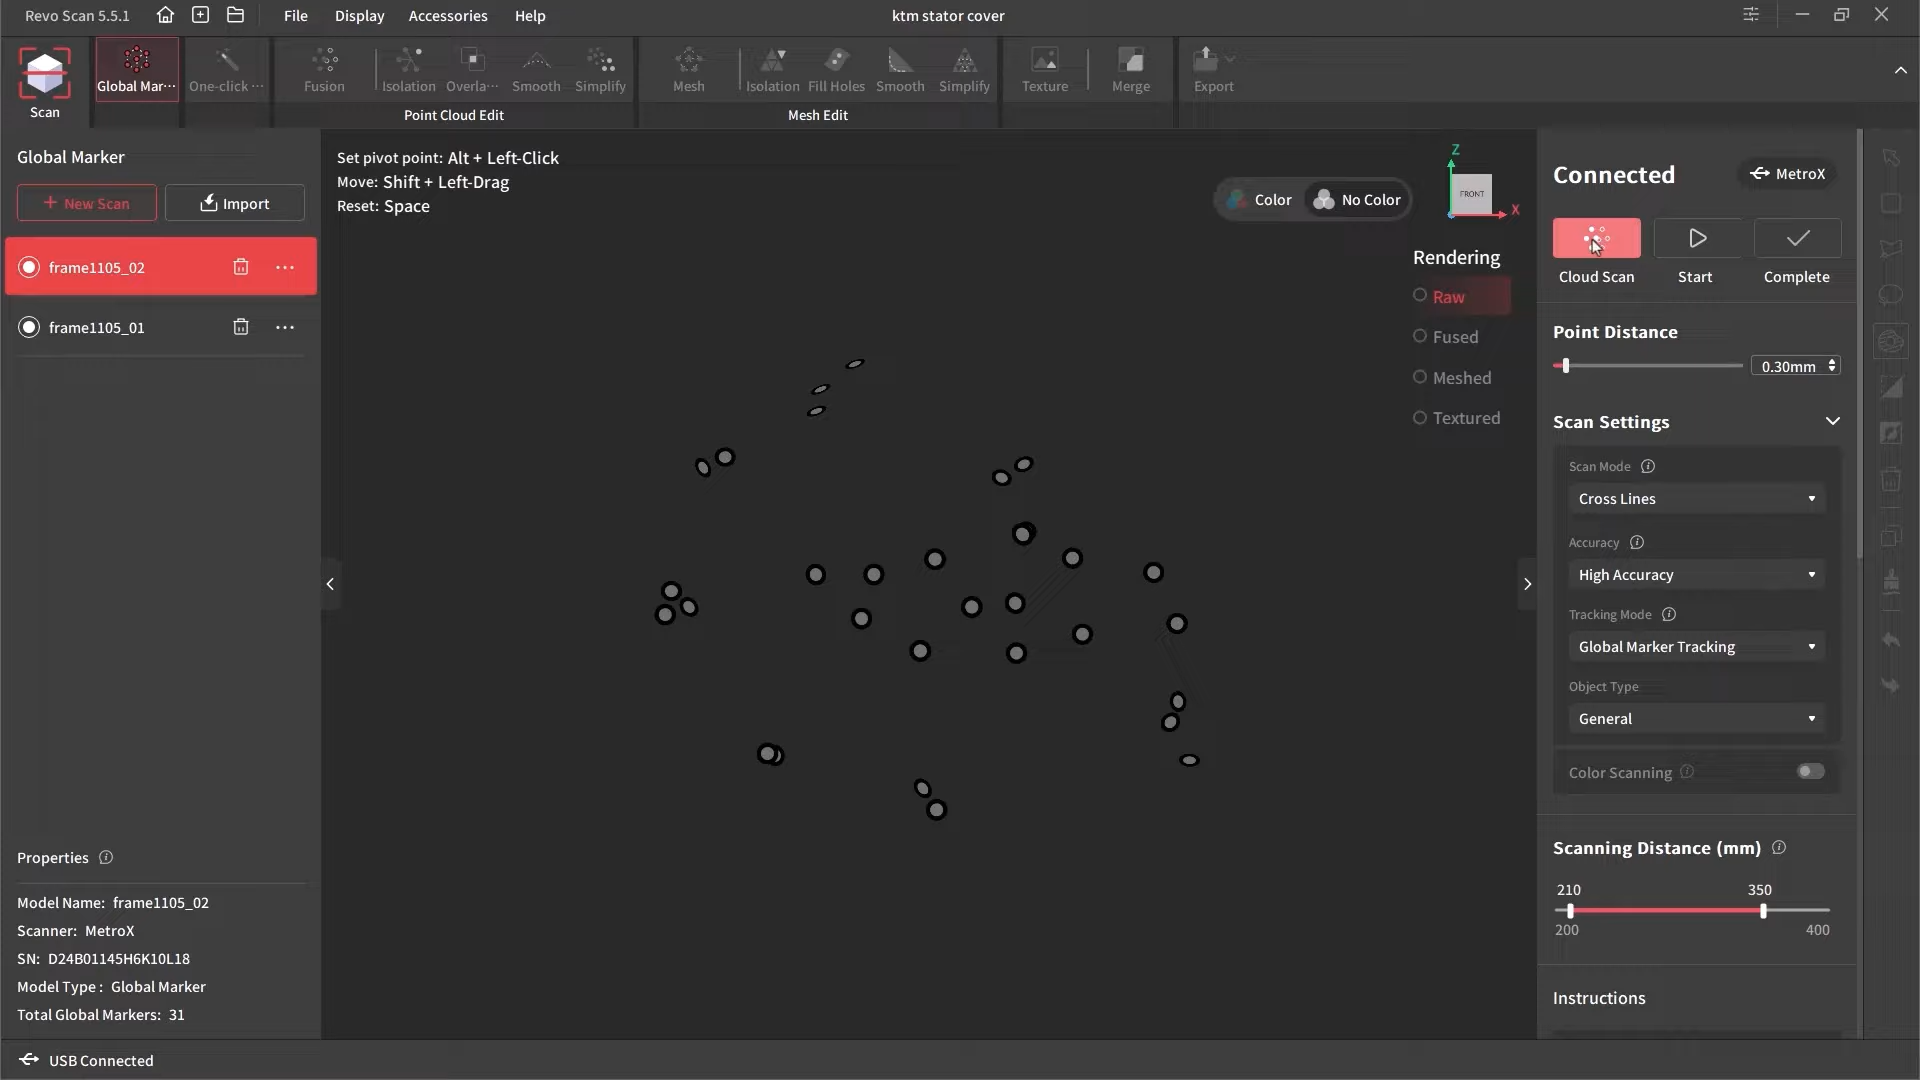 Revo Scan 5.5.1
File Display Accessories Help
ktm stator cover
Scan
Global Mar···
One-click ···
Fusion
Isolation
Overla···
Smooth
Simplify
Point Cloud Edit
Mesh
Isolation
Fill Holes
Smooth
Simplify
Mesh Edit
Texture
Merge
Export
Global Marker
+ New Scan
Import
frame1105_02
frame1105_01
Properties
Model Name: frame1105_02
Scanner: MetroX
SN: D24B01145H6K10L18
Model Type : Global Marker
Total Global Markers: 31
USB Connected
Set pivot point: Alt + Left-Click
Move: Shift + Left-Drag
Reset: Space
Color
No Color
Z
FRONT
X
Rendering
Raw
Fused
Meshed
Textured
Connected
MetroX
Cloud Scan
Start
Complete
Point Distance
0.30mm
Scan Settings
Scan Mode
Cross Lines
Accuracy
High Accuracy
Tracking Mode
Global Marker Tracking
Object Type
General
Color Scanning
Scanning Distance (mm)
210 350
200 400
Instructions